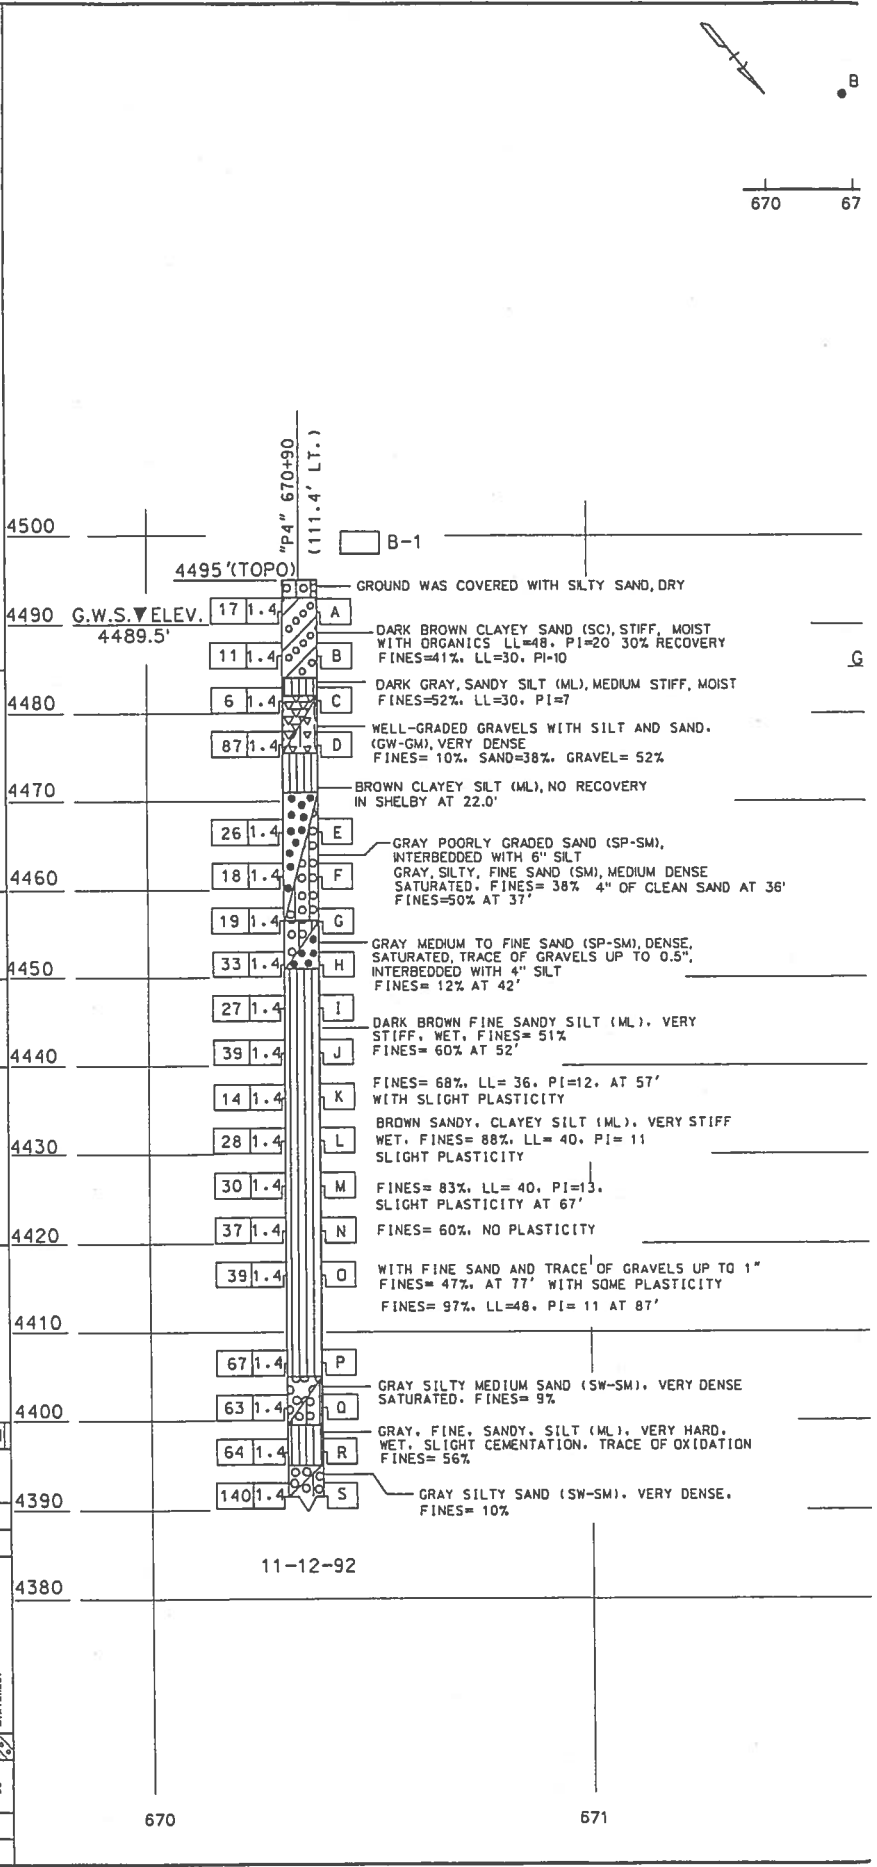 B
670 67
"P4" 670+90
(111.4' LT.)
4500
B-1
4495'(TOPO)
GROUND WAS COVERED WITH SILTY SAND, DRY
4490 G.W.S.▼ELEV.
4489.5'
17 1.4 A
DARK BROWN CLAYEY SAND (SC), STIFF, MOIST
WITH ORGANICS LL=48. PI=20 30% RECOVERY
FINES=41%. LL=30. PI-10
11 1.4 B
G
DARK GRAY, SANDY SILT (ML), MEDIUM STIFF, MOIST
FINES=52%. LL=30. PI=7
4480
6 1.4 C
WELL-GRADED GRAVELS WITH SILT AND SAND.
(GW-GM), VERY DENSE
FINES= 10%. SAND=38%. GRAVEL= 52%
87 1.4 D
4470
BROWN CLAYEY SILT (ML), NO RECOVERY
IN SHELBY AT 22.0'
26 1.4 E
GRAY POORLY GRADED SAND (SP-SM),
INTERBEDDED WITH 6" SILT
GRAY, SILTY, FINE SAND (SM), MEDIUM DENSE
SATURATED. FINES= 38% 4" OF CLEAN SAND AT 36'
FINES=50% AT 37'
4460
18 1.4 F
19 1.4 G
GRAY MEDIUM TO FINE SAND (SP-SM), DENSE,
SATURATED, TRACE OF GRAVELS UP TO 0.5",
INTERBEDDED WITH 4" SILT
FINES= 12% AT 42'
4450
33 1.4 H
27 1.4 I
DARK BROWN FINE SANDY SILT (ML). VERY
STIFF. WET. FINES= 51%
FINES= 60% AT 52'
4440
39 1.4 J
FINES= 68%. LL= 36. PI=12. AT 57'
WITH SLIGHT PLASTICITY
14 1.4 K
BROWN SANDY. CLAYEY SILT (ML). VERY STIFF
WET. FINES= 88%. LL= 40. PI= 11
SLIGHT PLASTICITY
4430
28 1.4 L
30 1.4 M
FINES= 83%. LL= 40. PI=13.
SLIGHT PLASTICITY AT 67'
4420
37 1.4 N
FINES= 60%. NO PLASTICITY
39 1.4 O
WITH FINE SAND AND TRACE OF GRAVELS UP TO 1"
FINES= 47%. AT 77' WITH SOME PLASTICITY
FINES= 97%. LL=48. PI= 11 AT 87'
4410
67 1.4 P
GRAY SILTY MEDIUM SAND (SW-SM). VERY DENSE
SATURATED. FINES= 9%
4400
63 1.4 Q
GRAY. FINE. SANDY. SILT (ML). VERY HARD.
WET. SLIGHT CEMENTATION. TRACE OF OXIDATION
FINES= 56%
64 1.4 R
4390
140 1.4 S
GRAY SILTY SAND (SW-SM). VERY DENSE.
FINES= 10%
11-12-92
4380
670 671